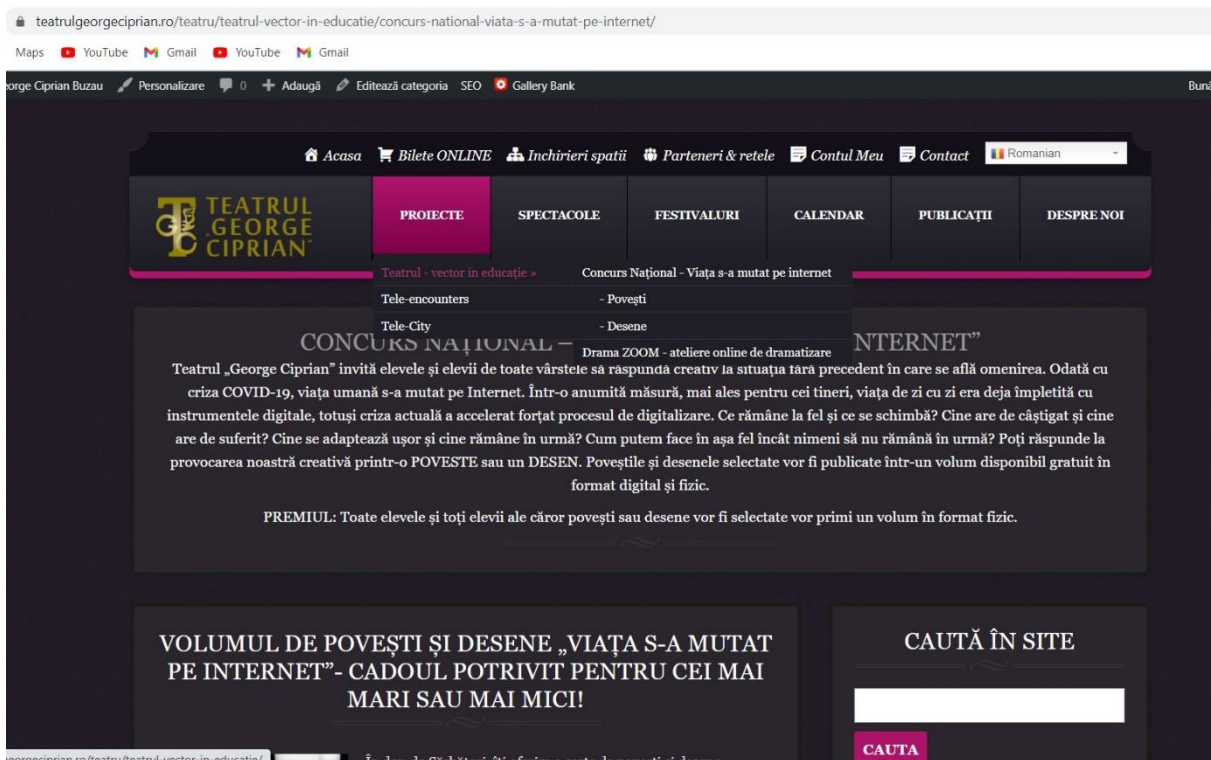 teatrulgeorgeciprian.ro/teatru/teatrul-vector-in-educatie/concurs-national-viata-s-a-mutat-pe-internet/
Maps YouTube Gmail YouTube Gmail
George Ciprian Buzau Personalizare 0 Adaugă Editează categoria SEO Gallery Bank
Acasa Bilete ONLINE Inchirieri spatii Parteneri & retele Contul Meu Contact Romanian
TEATRUL
GEORGE
CIPRIAN
PROIECTE SPECTACOLE FESTIVALURI CALENDAR PUBLICAȚII DESPRE NOI
Teatrul - vector in educație » Concurs Național - Viața s-a mutat pe internet
Tele-encounters - Povești
Tele-City - Desene
Drama ZOOM - ateliere online de dramatizare
CONCURS NAȚIONAL –
Teatrul „George Ciprian” invită elevele și elevii de toate vârstele să răspundă creativ la situația fără precedent în care se află omenirea. Odată cu
criza COVID-19, viața umană s-a mutat pe Internet. Într-o anumită măsură, mai ales pentru cei tineri, viața de zi cu zi era deja împletită cu
instrumentele digitale, totuși criza actuală a accelerat forțat procesul de digitalizare. Ce rămâne la fel și ce se schimbă? Cine are de câștigat și cine
are de suferit? Cine se adaptează ușor și cine rămâne în urmă? Cum putem face în așa fel încât nimeni să nu rămână în urmă? Poți răspunde la
provocarea noastră creativă printr-o POVESTE sau un DESEN. Poveștile și desenele selectate vor fi publicate într-un volum disponibil gratuit în
format digital și fizic.
PREMIUL: Toate elevele și toți elevii ale căror povești sau desene vor fi selectate vor primi un volum în format fizic.
VOLUMUL DE POVEȘTI ȘI DESENE „VIAȚA S-A MUTAT
PE INTERNET”- CADOUL POTRIVIT PENTRU CEI MAI
MARI SAU MAI MICI!
CAUTĂ ÎN SITE
CAUTA